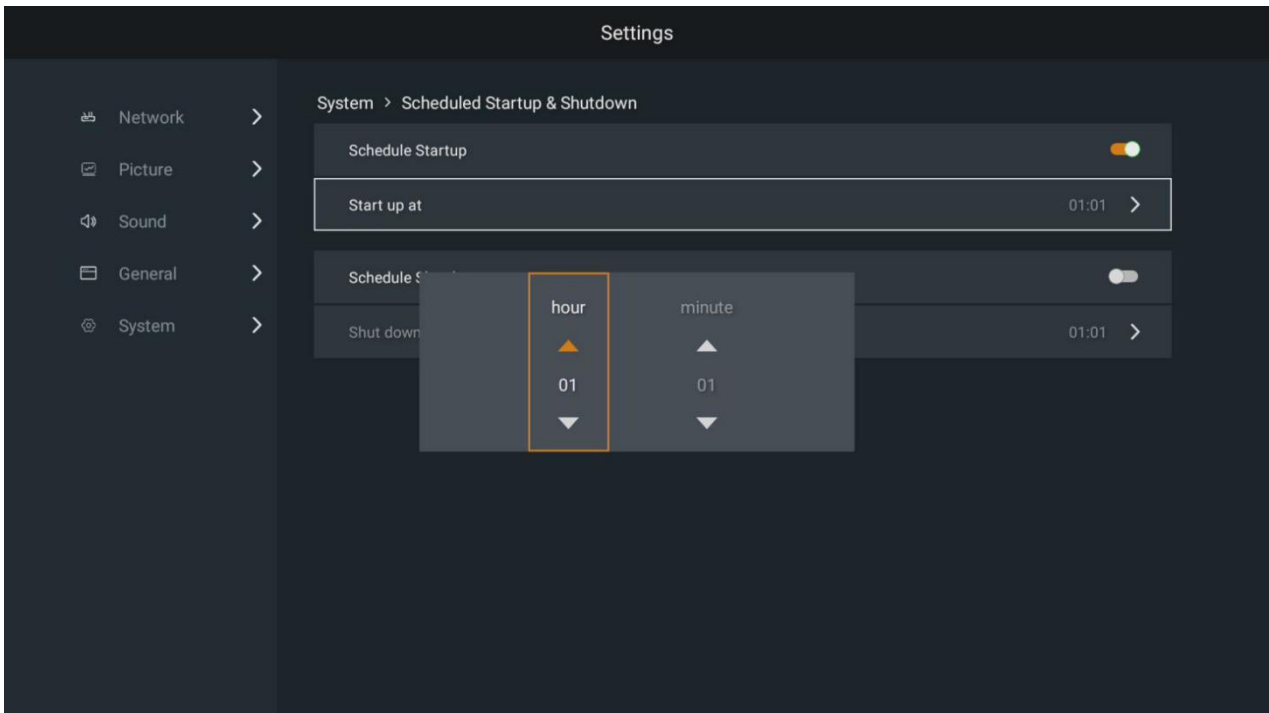 Settings
Network
Picture
Sound
General
System
System > Scheduled Startup & Shutdown
Schedule Startup
Start up at 01:01
Schedule
Shut down 01:01
hour minute
01 01